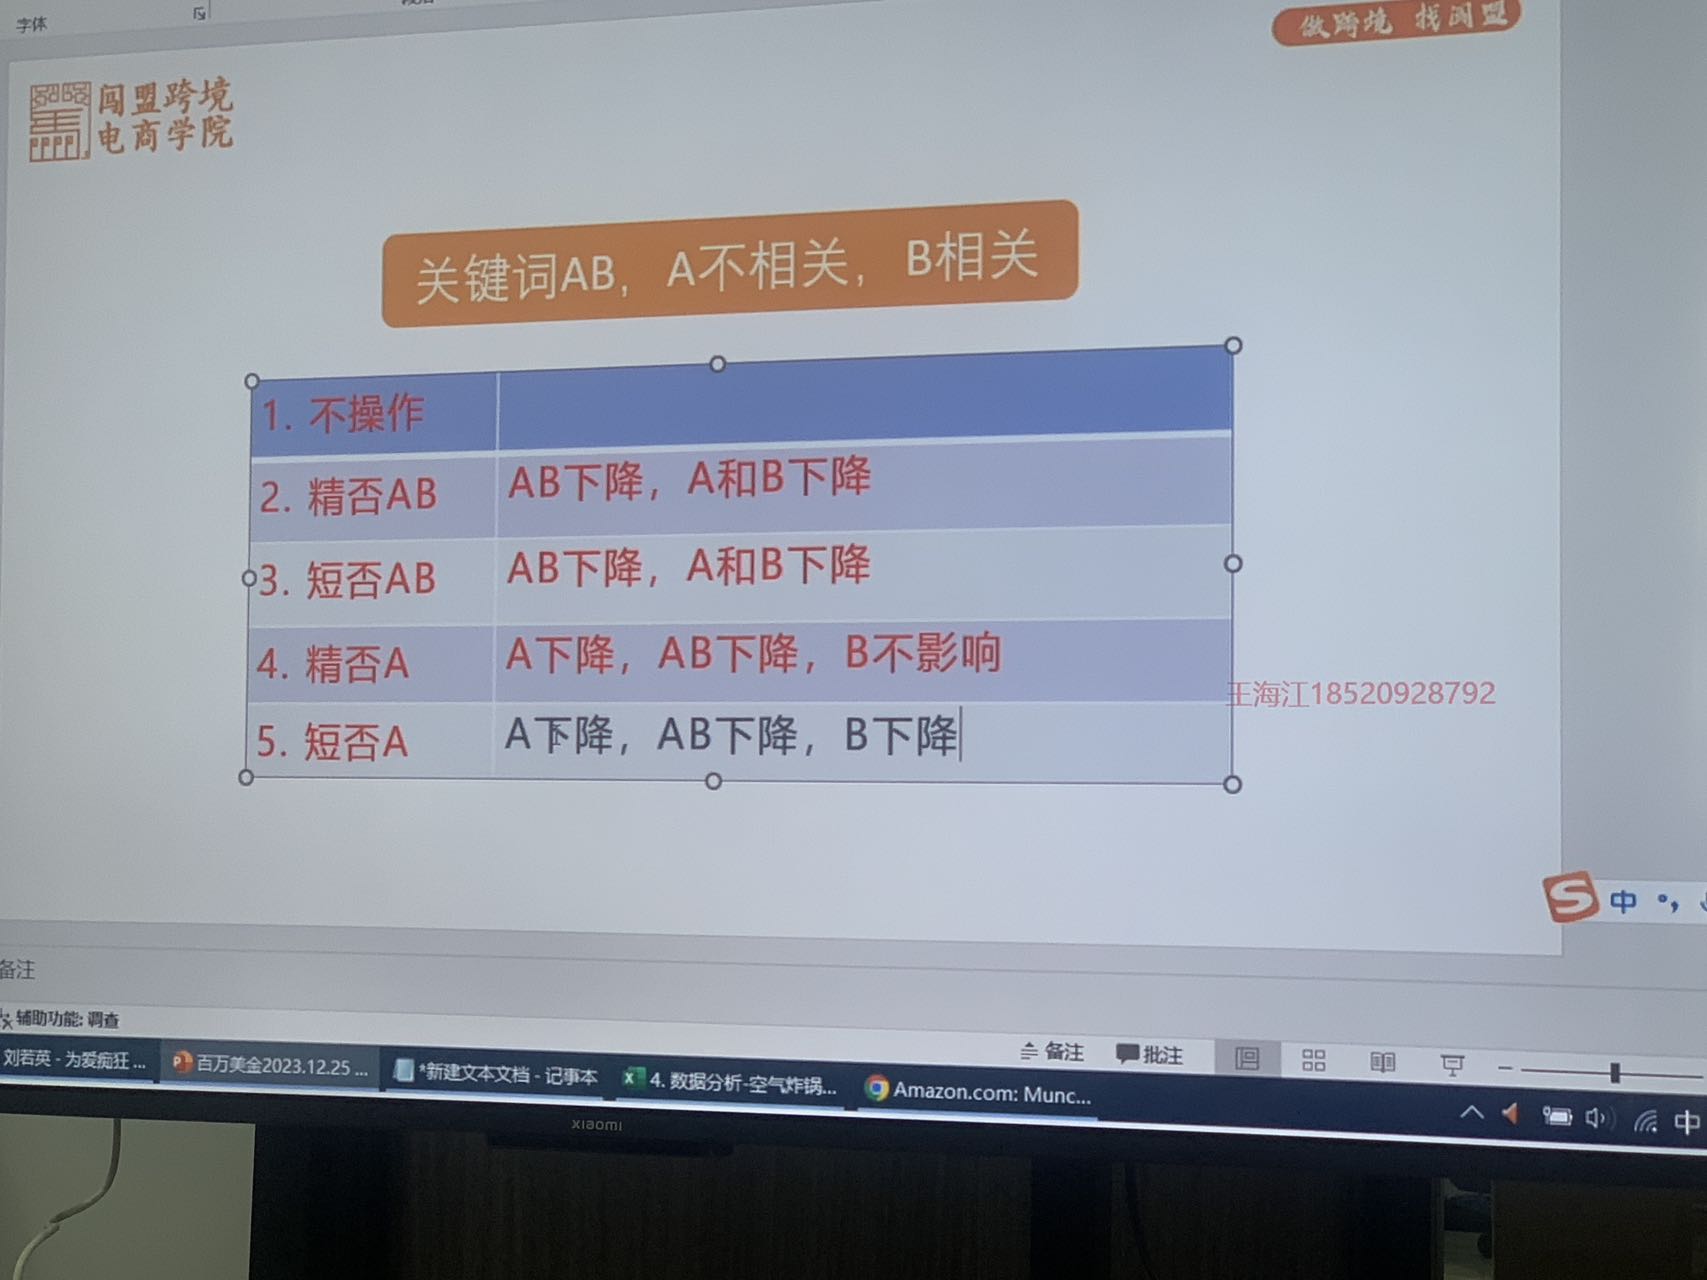 字体
做跨境 找闯盟
闯盟跨境
电商学院
关键词AB，A不相关，B相关
1. 不操作
2. 精否AB
AB下降，A和B下降
3. 短否AB
AB下降，A和B下降
4. 精否A
A下降，AB下降，B不影响
5. 短否A
A下降，AB下降，B下降
王海江18520928792
中
备注
辅助功能: 调查
备注
批注
刘若英 - 为爱痴狂 ...
百万美金2023.12.25 ...
*新建文本文档 - 记事本
4. 数据分析-空气炸锅...
Amazon.com: Munc...
中
xiaomi